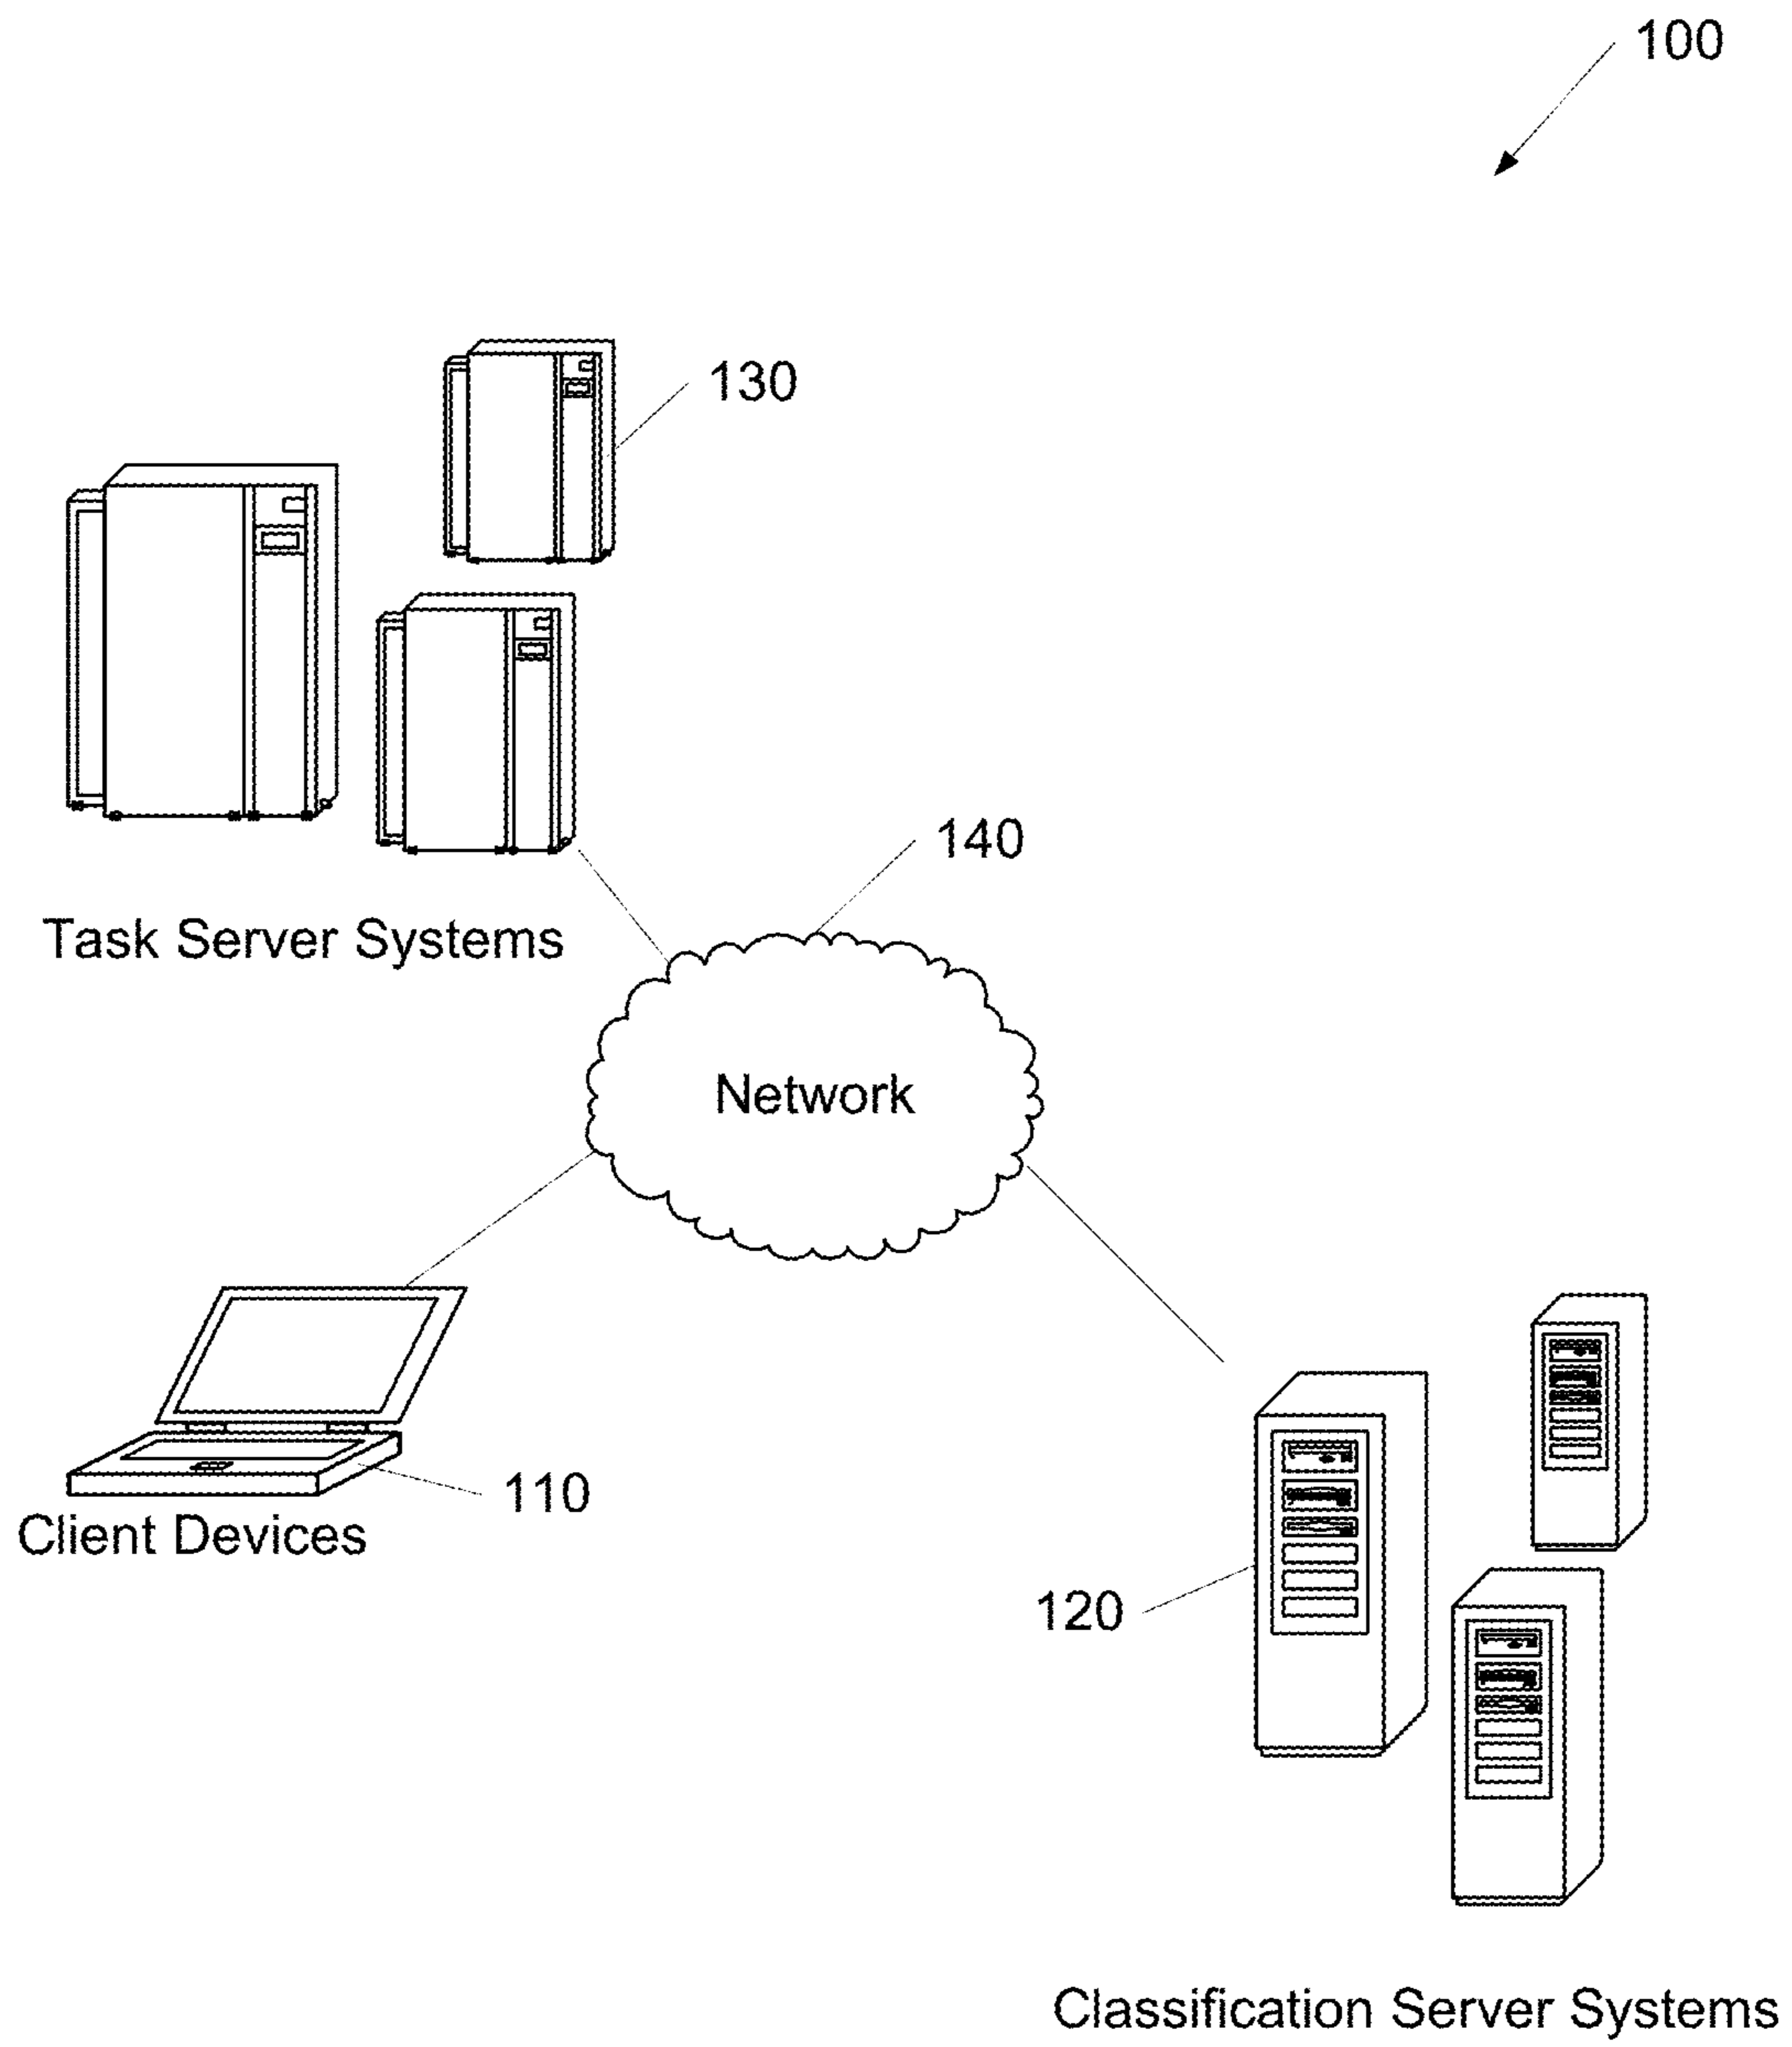 100
130
140
Task Server Systems
Network
110
Client Devices
120
Classification Server Systems